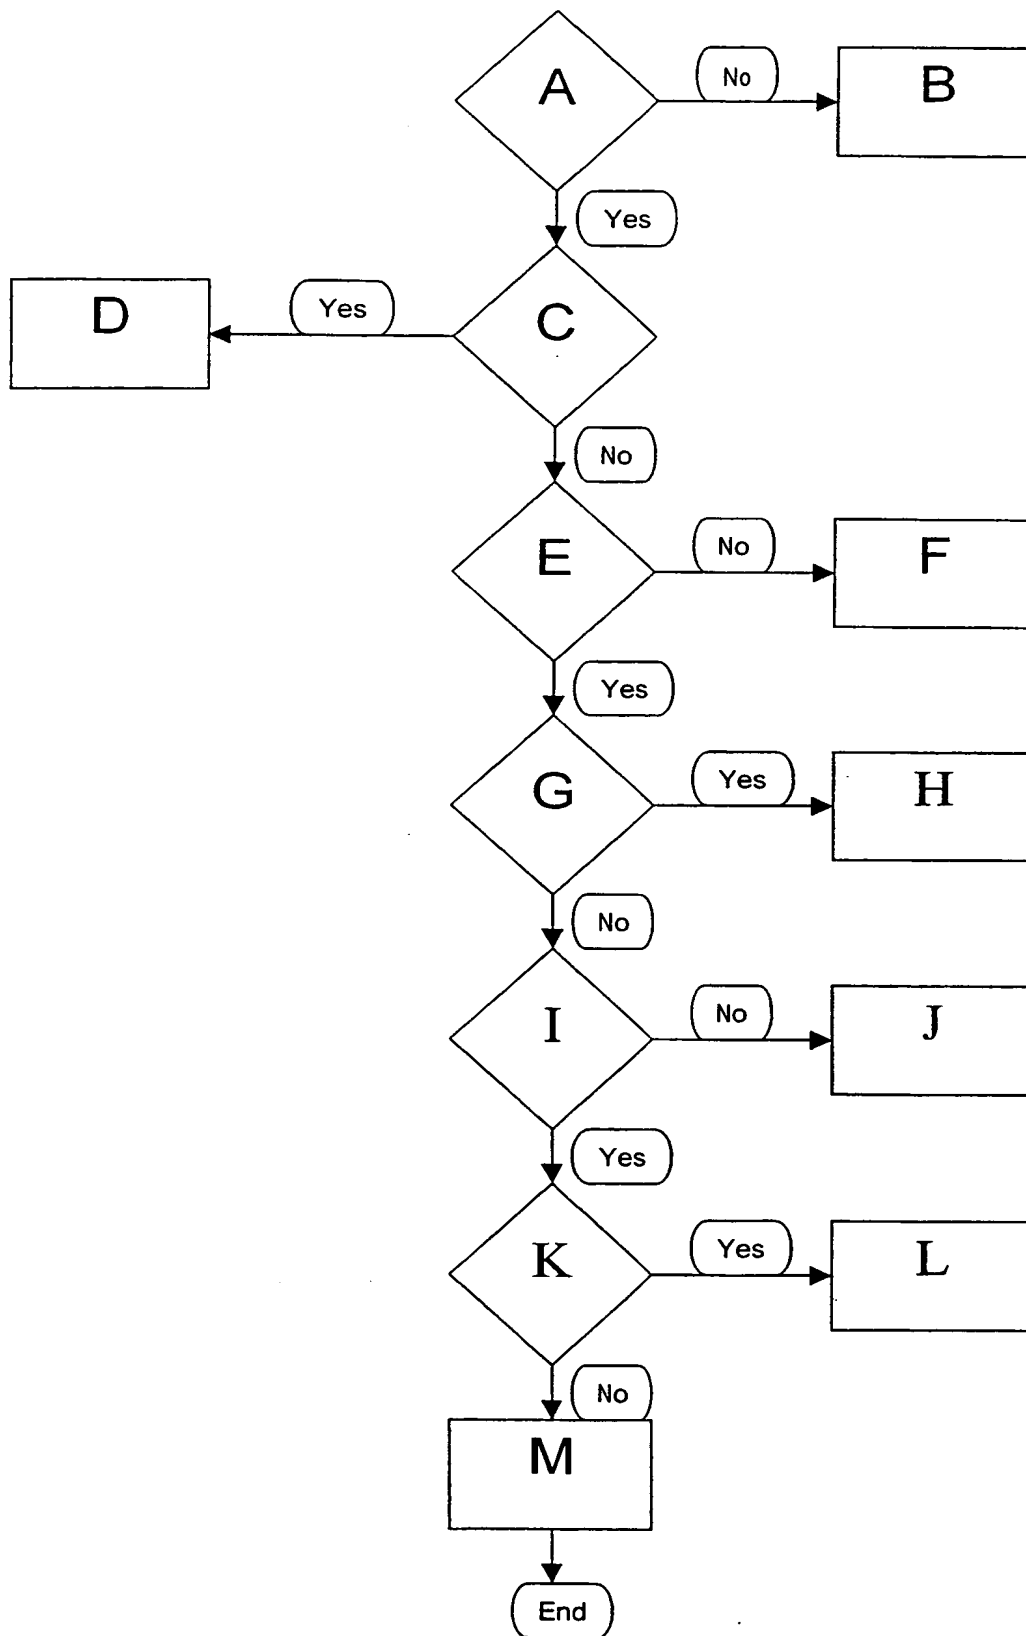 A
No
B
Yes
D
Yes
C
No
E
No
F
Yes
G
Yes
H
No
I
No
J
Yes
K
Yes
L
No
M
End